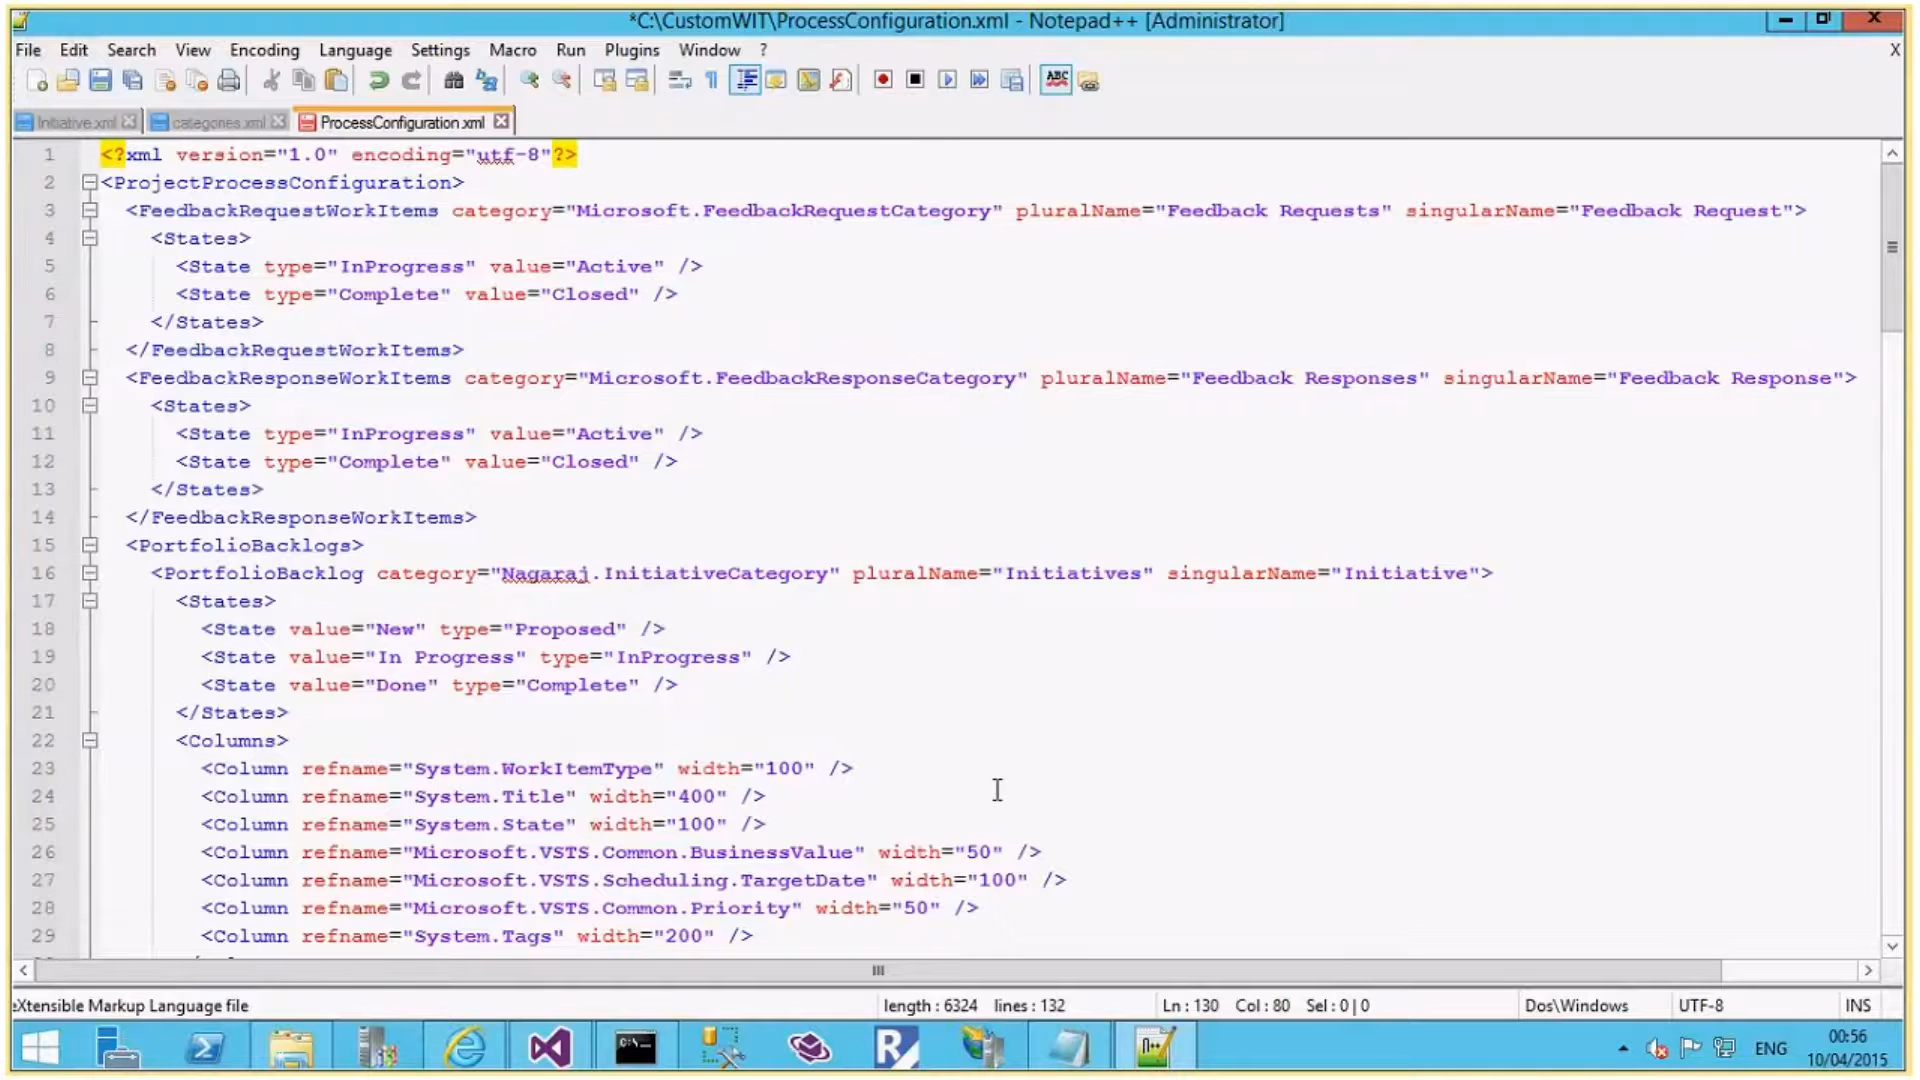 *C:\CustomWIT\ProcessConfiguration.xml - Notepad++ [Administrator]
File Edit Search View Encoding Language Settings Macro Run Plugins Window ? X
Initiative.xml categories.xml ProcessConfiguration.xml
1 <?xml version="1.0" encoding="utf-8"?>
2 <ProjectProcessConfiguration>
3 <FeedbackRequestWorkItems category="Microsoft.FeedbackRequestCategory" pluralName="Feedback Requests" singularName="Feedback Request">
4 <States>
5 <State type="InProgress" value="Active" />
6 <State type="Complete" value="Closed" />
7 </States>
8 </FeedbackRequestWorkItems>
9 <FeedbackResponseWorkItems category="Microsoft.FeedbackResponseCategory" pluralName="Feedback Responses" singularName="Feedback Response">
10 <States>
11 <State type="InProgress" value="Active" />
12 <State type="Complete" value="Closed" />
13 </States>
14 </FeedbackResponseWorkItems>
15 <PortfolioBacklogs>
16 <PortfolioBacklog category="Nagaraj.InitiativeCategory" pluralName="Initiatives" singularName="Initiative">
17 <States>
18 <State value="New" type="Proposed" />
19 <State value="In Progress" type="InProgress" />
20 <State value="Done" type="Complete" />
21 </States>
22 <Columns>
23 <Column refname="System.WorkItemType" width="100" />
24 <Column refname="System.Title" width="400" />
25 <Column refname="System.State" width="100" />
26 <Column refname="Microsoft.VSTS.Common.BusinessValue" width="50" />
27 <Column refname="Microsoft.VSTS.Scheduling.TargetDate" width="100" />
28 <Column refname="Microsoft.VSTS.Common.Priority" width="50" />
29 <Column refname="System.Tags" width="200" />
eXtensible Markup Language file length : 6324 lines : 132 Ln : 130 Col : 80 Sel : 0 | 0 Dos\Windows UTF-8 INS
ENG 00:56
10/04/2015